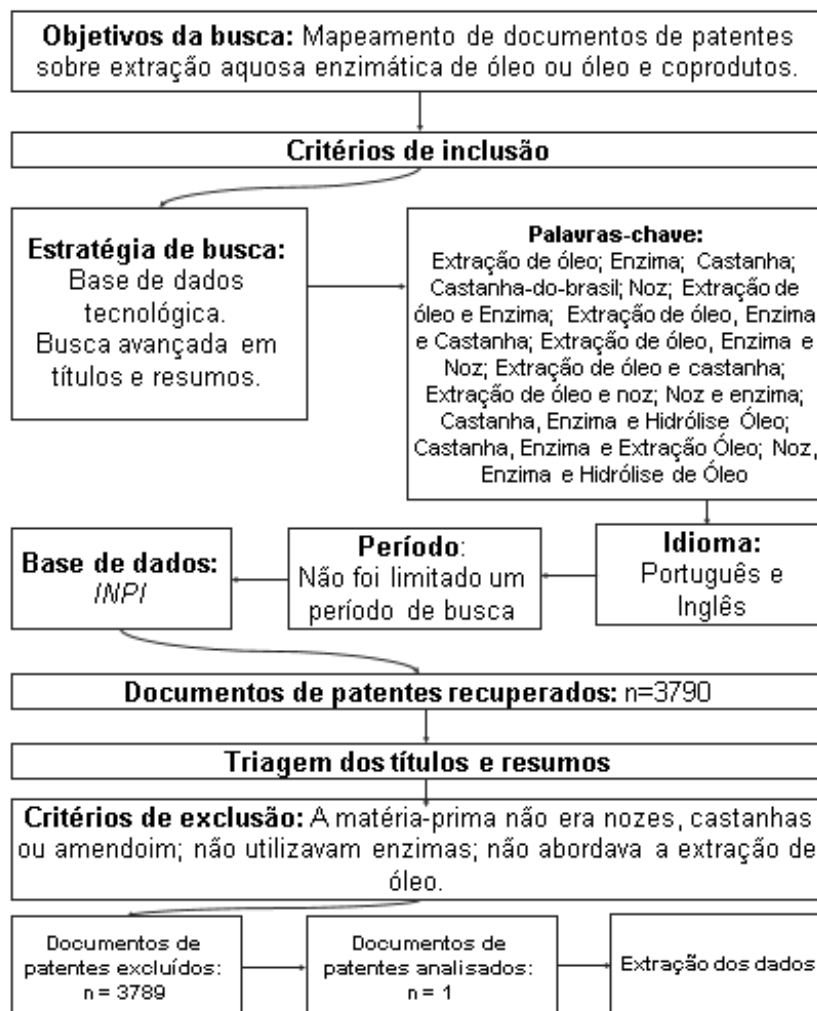 Objetivos da busca: Mapeamento de documentos de patentes
sobre extração aquosa enzimática de óleo ou óleo e coprodutos.
Critérios de inclusão
Estratégia de busca:
Base de dados
tecnológica.
Busca avançada em
títulos e resumos.
Palavras-chave:
Extração de óleo; Enzima; Castanha;
Castanha-do-brasil; Noz; Extração de
óleo e Enzima; Extração de óleo, Enzima
e Castanha; Extração de óleo, Enzima e
Noz; Extração de óleo e castanha;
Extração de óleo e noz; Noz e enzima;
Castanha, Enzima e Hidrólise Óleo;
Castanha, Enzima e Extração Óleo; Noz,
Enzima e Hidrólise de Óleo
Idioma:
Português e
Inglês
Período:
Não foi limitado um
período de busca
Base de dados:
INPI
Documentos de patentes recuperados: n=3790
Triagem dos títulos e resumos
Critérios de exclusão: A matéria-prima não era nozes, castanhas
ou amendoim; não utilizavam enzimas; não abordava a extração de
óleo.
Documentos de
patentes excluídos:
n = 3789
Documentos de
patentes analisados:
n = 1
Extração dos dados